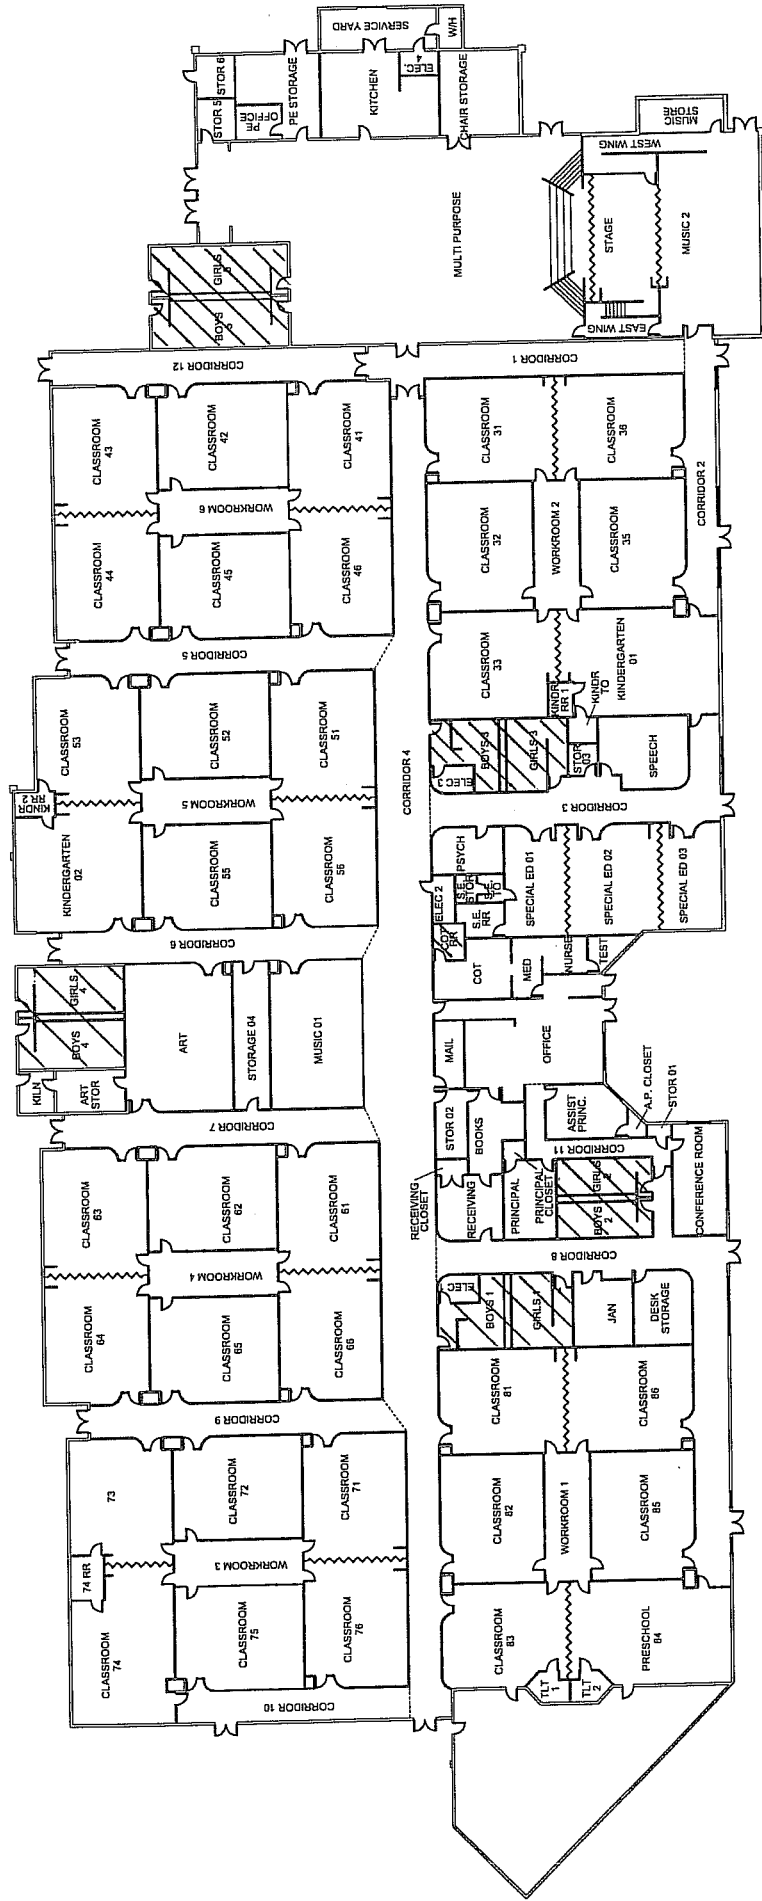 SERVICE YARD
W/H
STOR 6
STOR 5
PE STORAGE
PE
OFFICE
KITCHEN
ELEC.
4
CHAIR STORAGE
MUSIC
STORE
WEST WING
MULTI PURPOSE
STAGE
MUSIC 2
EAST WING
GIRLS
5
BOYS
5
CORRIDOR 12
CORRIDOR 1
CLASSROOM
43
CLASSROOM
42
CLASSROOM
41
CLASSROOM
31
CLASSROOM
36
WORKROOM 6
CORRIDOR 2
CLASSROOM
44
CLASSROOM
45
CLASSROOM
46
CLASSROOM
32
WORKROOM 2
CLASSROOM
35
CORRIDOR 5
CLASSROOM
33
KINDR
RR 1
KINDERGARTEN
01
KINDR
TO
CLASSROOM
53
CLASSROOM
52
CLASSROOM
51
CORRIDOR 4
BOYS 3
GIRLS 3
ELEC 3
STOR
03
SPEECH
KINDR
RR 2
WORKROOM 5
CORRIDOR 3
KINDERGARTEN
02
CLASSROOM
55
CLASSROOM
56
PSYCH
ELEC 2
S.E.
STOR
S.E.
TO
S.E.
RR
COT
RR
SPECIAL ED 01
SPECIAL ED 02
SPECIAL ED 03
CORRIDOR 6
COT
MED
NURSE
TEST
GIRLS
4
BOYS
4
ART
STORAGE 04
MUSIC 01
MAIL
OFFICE
KILN
ART
STOR
STOR 02
BOOKS
ASSIST
PRINC.
A.P. CLOSET
STOR 01
CORRIDOR 7
CORRIDOR 11
RECEIVING
CLOSET
RECEIVING
PRINCIPAL
PRINCIPAL
CLOSET
GIRLS
2
BOYS
2
CONFERENCE ROOM
CLASSROOM
63
CLASSROOM
62
CLASSROOM
61
CORRIDOR 8
WORKROOM 4
ELEC
BOYS 1
GIRLS 1
JAN
DESK
STORAGE
CLASSROOM
64
CLASSROOM
65
CLASSROOM
66
CLASSROOM
81
CLASSROOM
86
CORRIDOR 9
73
CLASSROOM
72
CLASSROOM
71
CLASSROOM
82
WORKROOM 1
CLASSROOM
85
74 RR
WORKROOM 3
CLASSROOM
74
CLASSROOM
75
CLASSROOM
76
CLASSROOM
83
PRESCHOOL
84
TLT
1
TLT
2
CORRIDOR 10